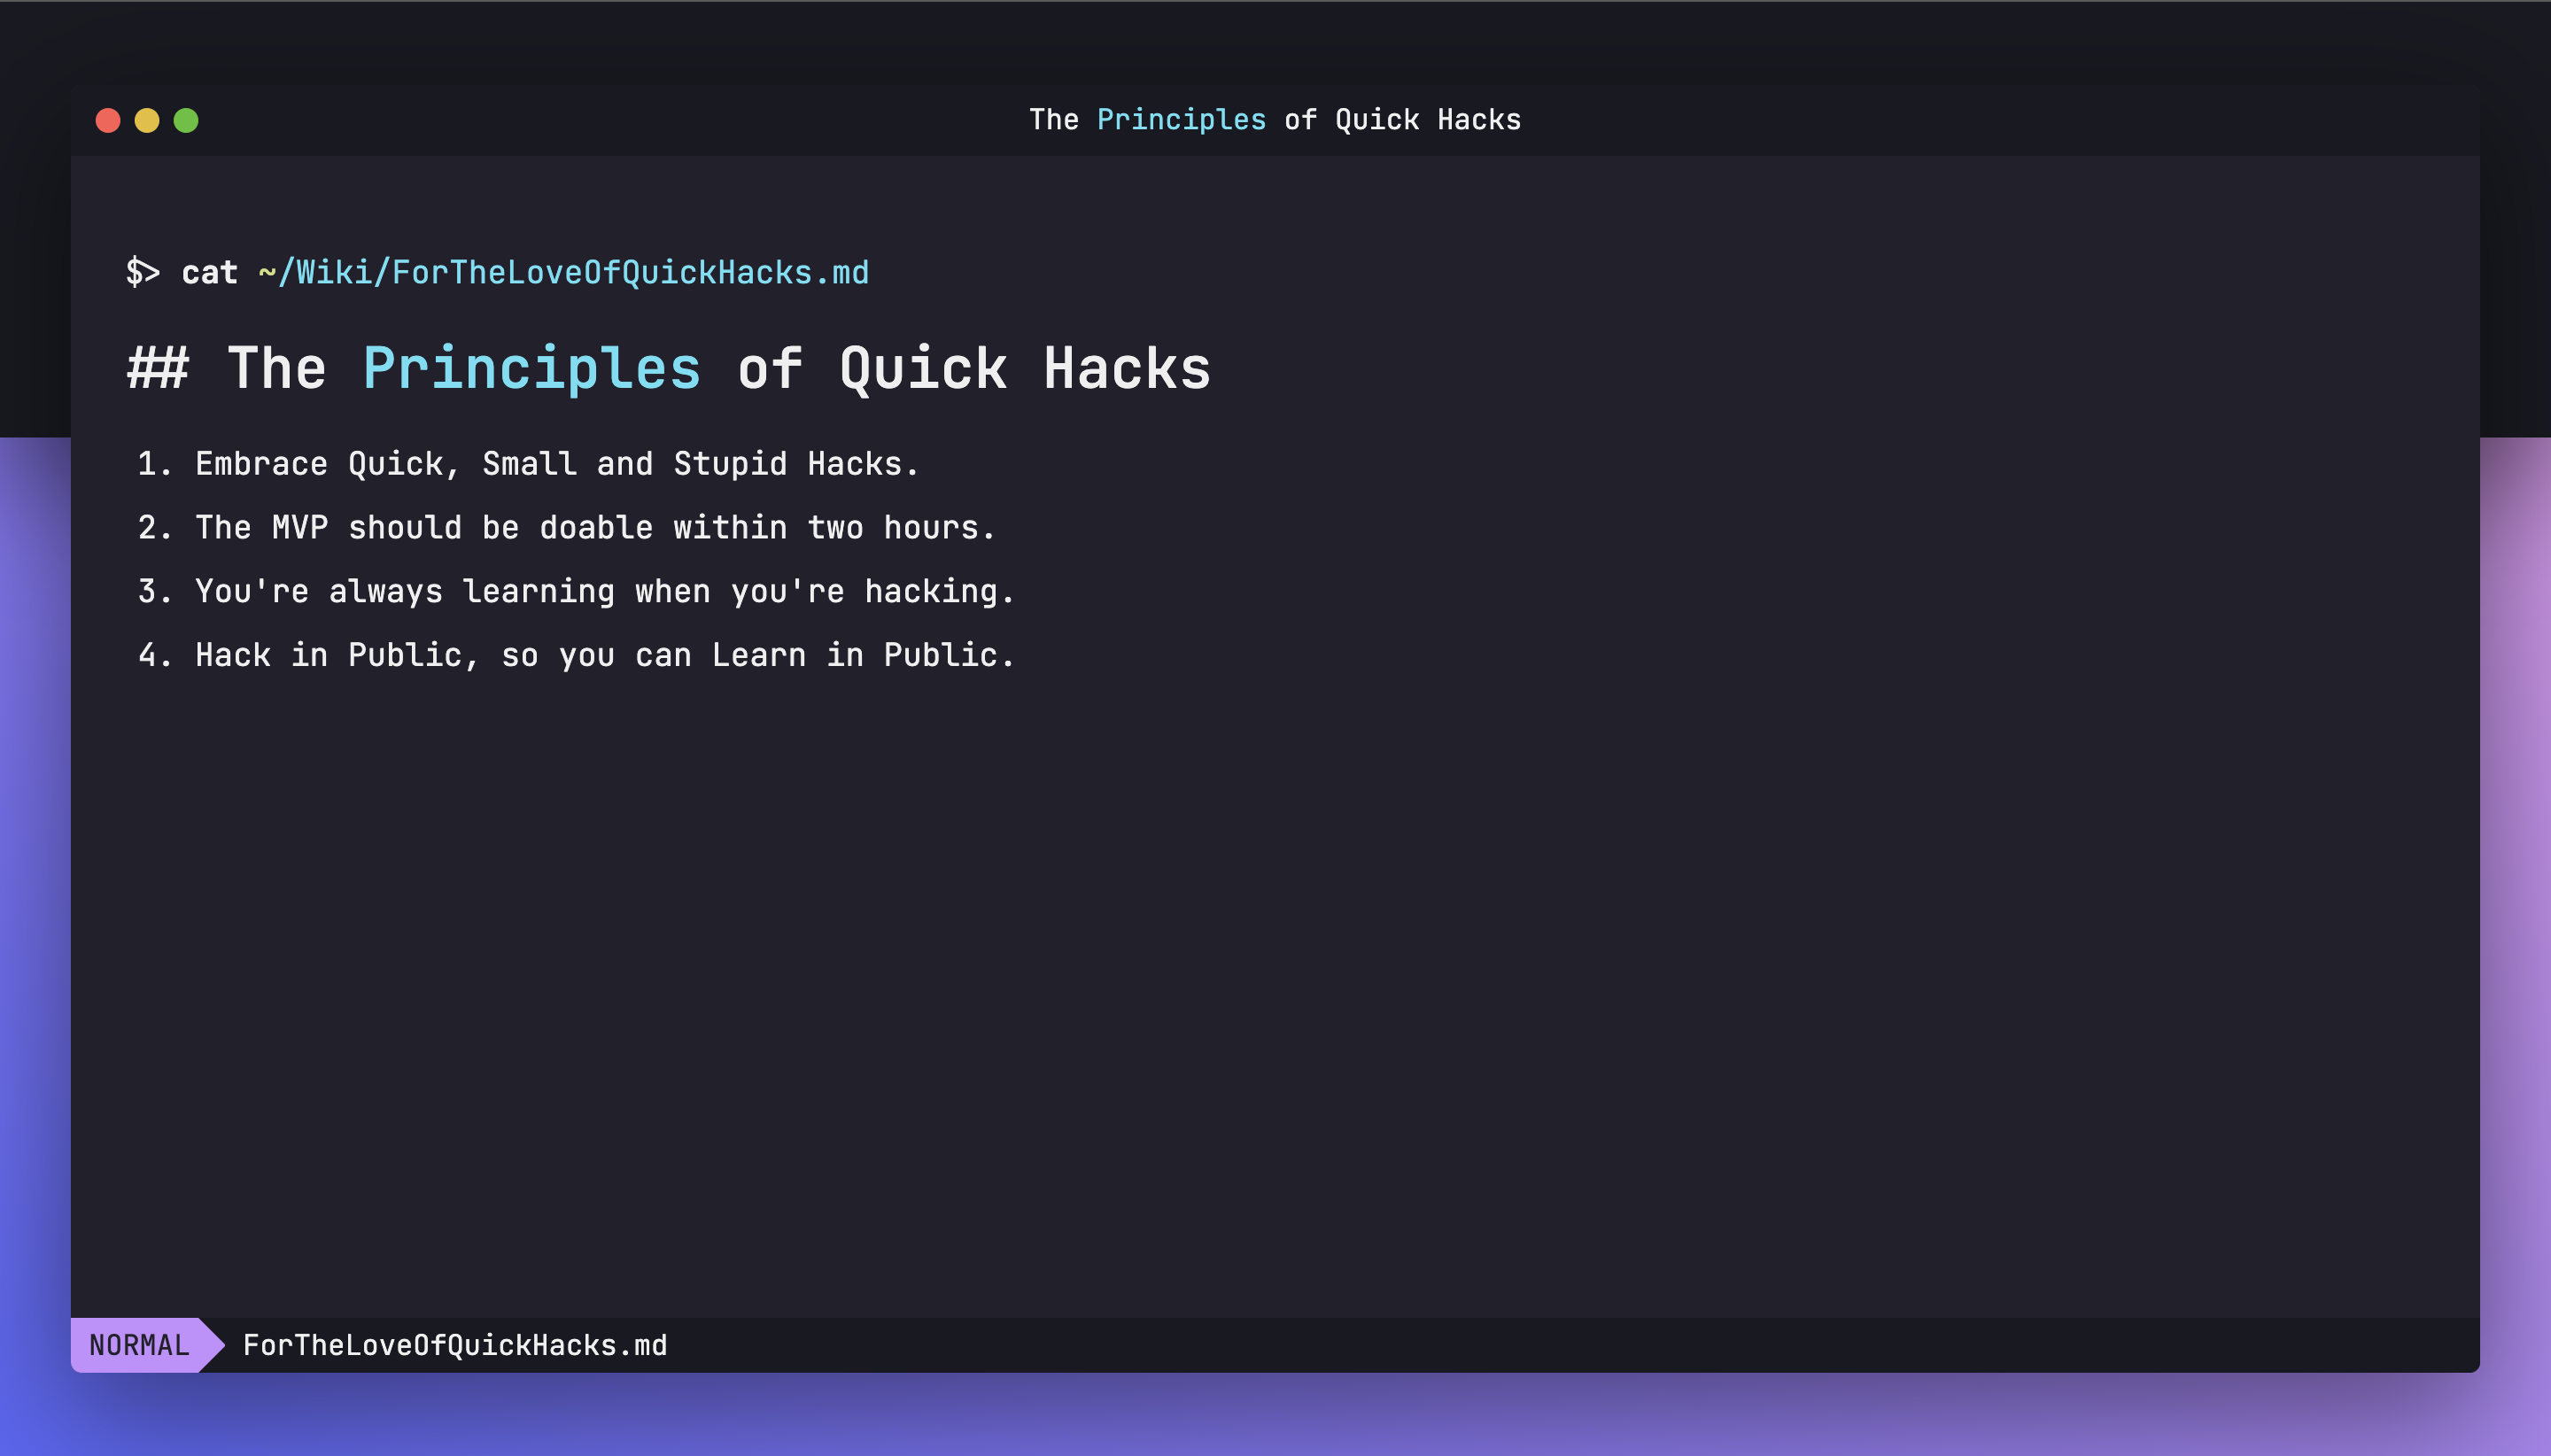 The Principles of Quick Hacks
$> cat ~/Wiki/ForTheLoveOfQuickHacks.md
## The Principles of Quick Hacks
1. Embrace Quick, Small and Stupid Hacks.
2. The MVP should be doable within two hours.
3. You're always learning when you're hacking.
4. Hack in Public, so you can Learn in Public.
NORMAL ForTheLoveOfQuickHacks.md